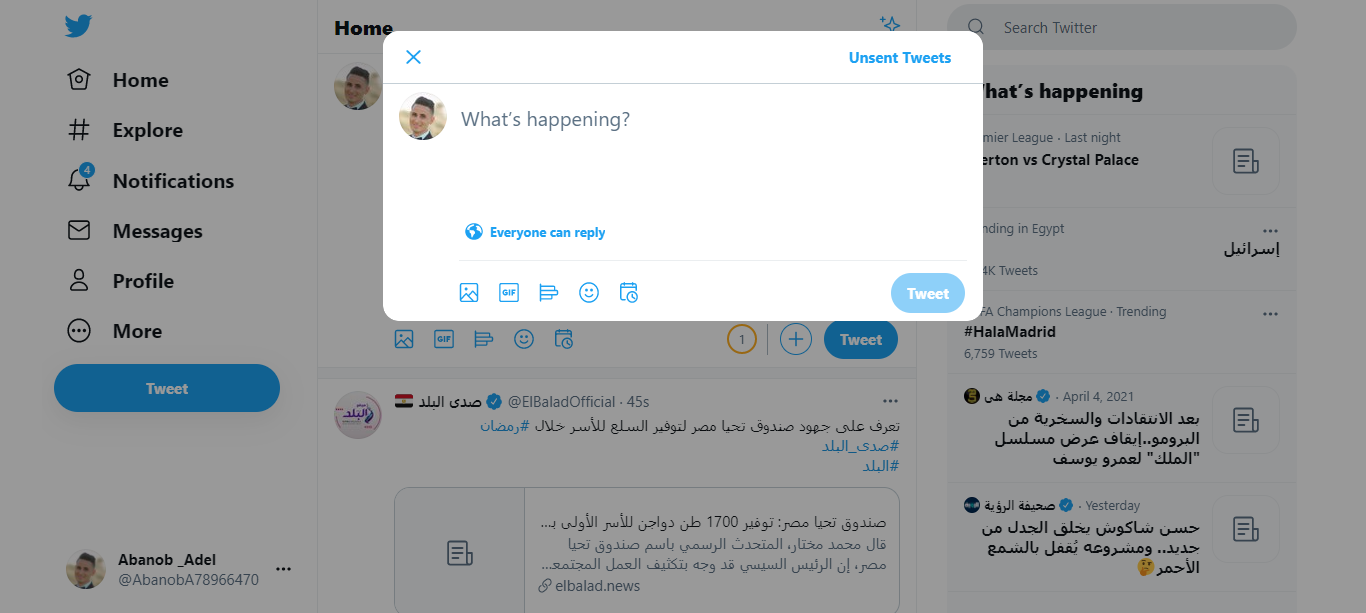 Home
Explore
4
Notifications
Messages
Profile
More
Tweet
Abanob _Adel
@AbanobA78966470
Home
Unsent Tweets
What's happening?
Everyone can reply
GIF
Tweet
GIF
1
Tweet
صدى البلد @ElBaladOfficial · 45s
تعرف على جهود صندوق تحيا مصر لتوفير السلع للأسر خلال #رمضان
#صدى_البلد
#البلد
صندوق تحيا مصر: توفير 1700 طن دواجن للأسر الأولى بـ...
قال محمد مختار، المتحدث الرسمي باسم صندوق تحيا
مصر، إن الرئيس السيسي قد وجه بتكثيف العمل المجتمعـ...
elbalad.news
Search Twitter
hat's happening
mier League · Last night
erton vs Crystal Palace
nding in Egypt
إسرائيل
4K Tweets
FA Champions League · Trending
#HalaMadrid
6,759 Tweets
مجلة هي · April 4, 2021
بعد الانتقادات والسخرية من
البرومو..إيقاف عرض مسلسل
"الملك" لعمرو يوسف
صحيفة الرؤية · Yesterday
حسن شاكوش يخلق الجدل من
جديد.. ومشروعه يُقفل بالشمع
الأحمر🤔